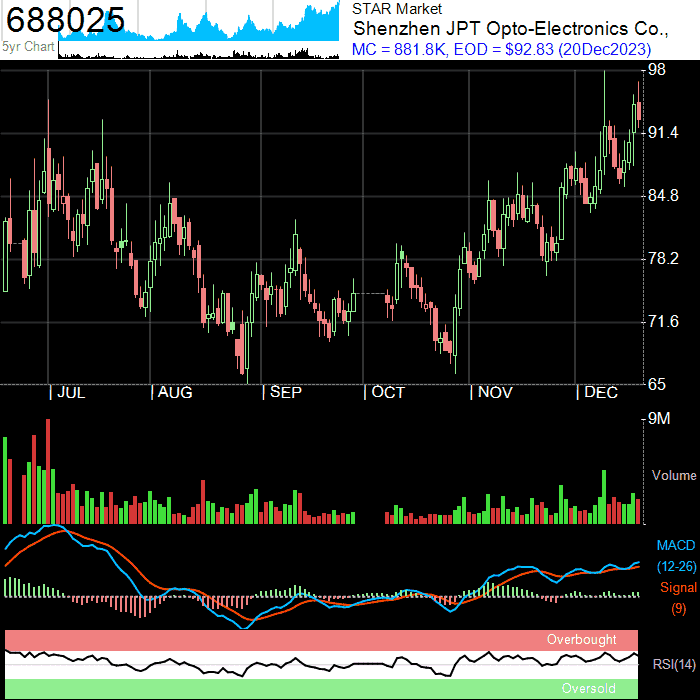 688025
5yr Chart
STAR Market
Shenzhen JPT Opto-Electronics Co.,
MC = 881.8K, EOD = $92.83 (20Dec2023)
98
91.4
84.8
78.2
71.6
65
JUL
AUG
SEP
OCT
NOV
DEC
9M
Volume
MACD
(12-26)
Signal
(9)
Overbought
RSI(14)
Oversold